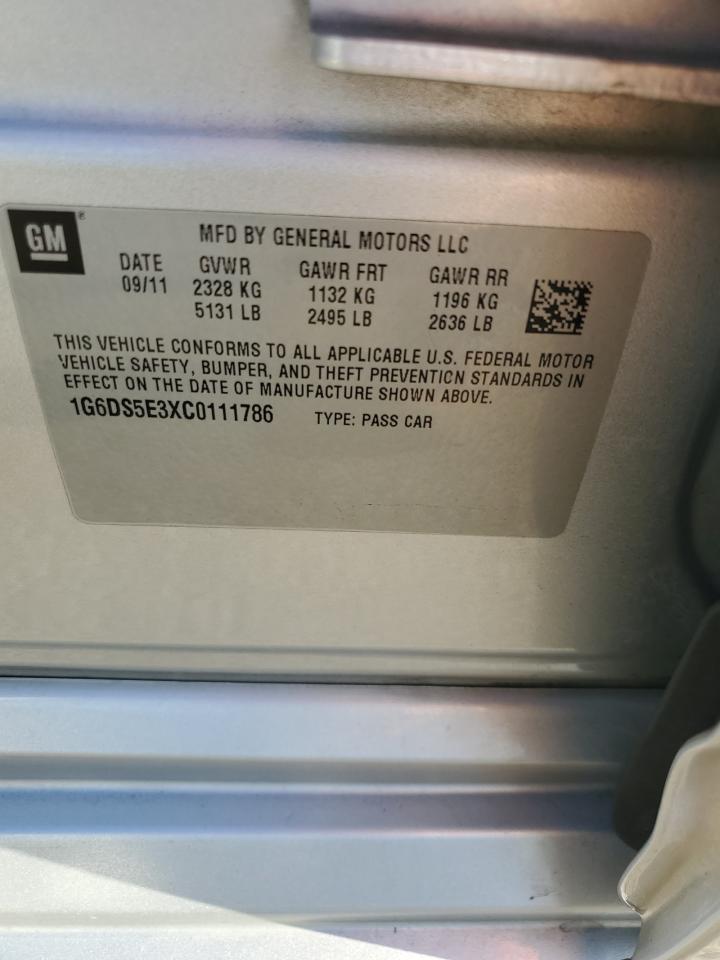 GM®
MFD BY GENERAL MOTORS LLC
DATE GVWR GAWR FRT GAWR RR
09/11 2328 KG 1132 KG 1196 KG
5131 LB 2495 LB 2636 LB
THIS VEHICLE CONFORMS TO ALL APPLICABLE U.S. FEDERAL MOTOR
VEHICLE SAFETY, BUMPER, AND THEFT PREVENTION STANDARDS IN
EFFECT ON THE DATE OF MANUFACTURE SHOWN ABOVE.
1G6DS5E3XC0111786 TYPE: PASS CAR